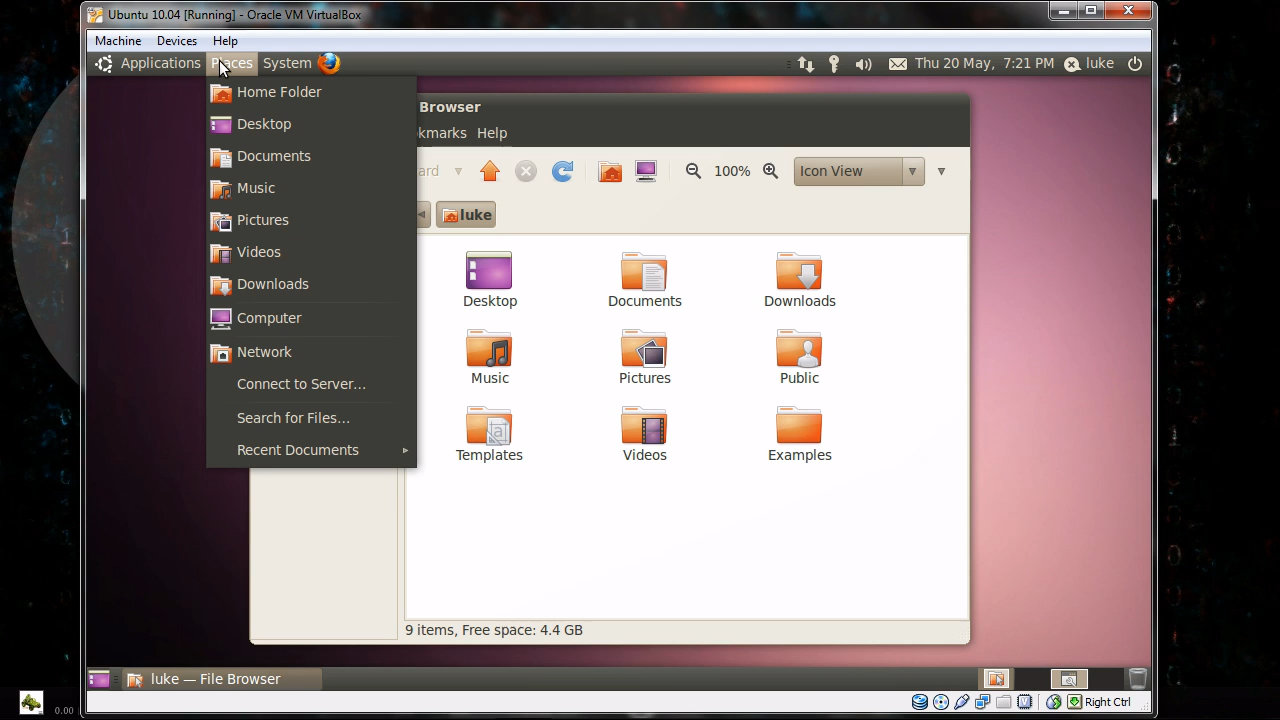 Ubuntu 10.04 [Running] - Oracle VM VirtualBox
Machine Devices Help
Applications Places System Thu 20 May, 7:21 PM luke
Home Folder
Desktop
Documents
Music
Pictures
Videos
Downloads
Computer
Network
Connect to Server...
Search for Files...
Recent Documents
Browser
kmarks Help
ard 100% Icon View
luke
Desktop Documents Downloads
Music Pictures Public
Templates Videos Examples
9 items, Free space: 4.4 GB
luke — File Browser
Right Ctrl
0.00